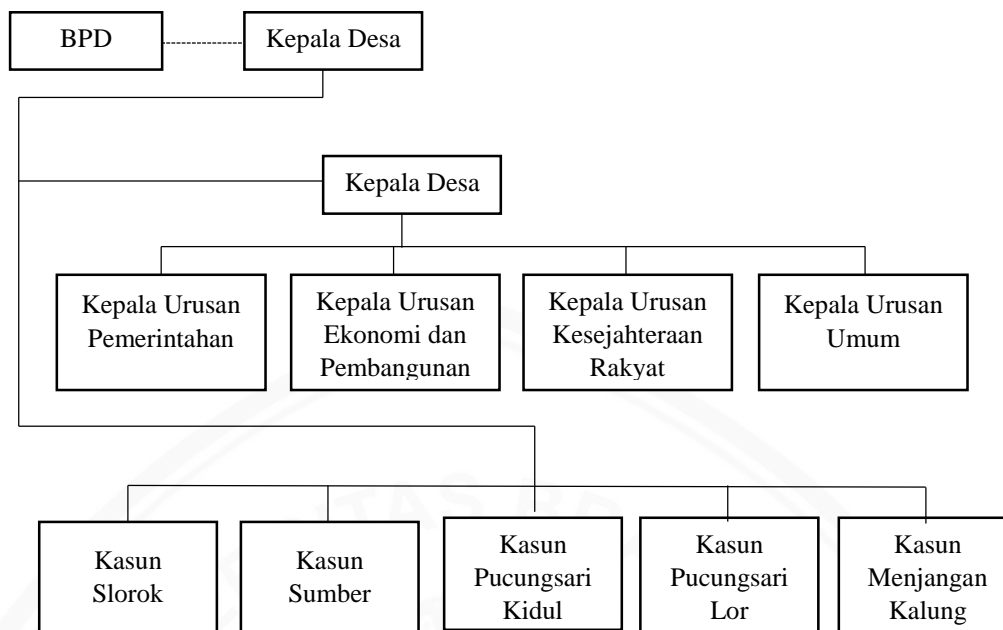 BPD
Kepala Desa
Kepala Desa
Kepala Urusan
Pemerintahan
Kepala Urusan
Ekonomi dan
Pembangunan
Kepala Urusan
Kesejahteraan
Rakyat
Kepala Urusan
Umum
Kasun
Slorok
Kasun
Sumber
Kasun
Pucungsari
Kidul
Kasun
Pucungsari
Lor
Kasun
Menjangan
Kalung